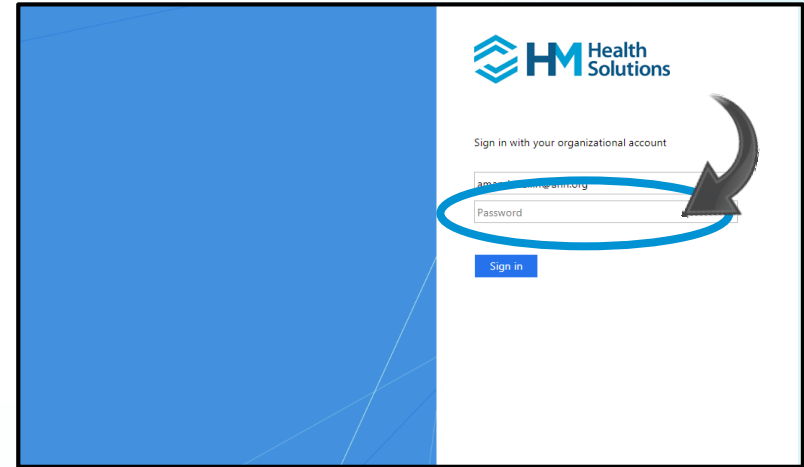 HM Health
Solutions
Sign in with your organizational account
Password
Sign in